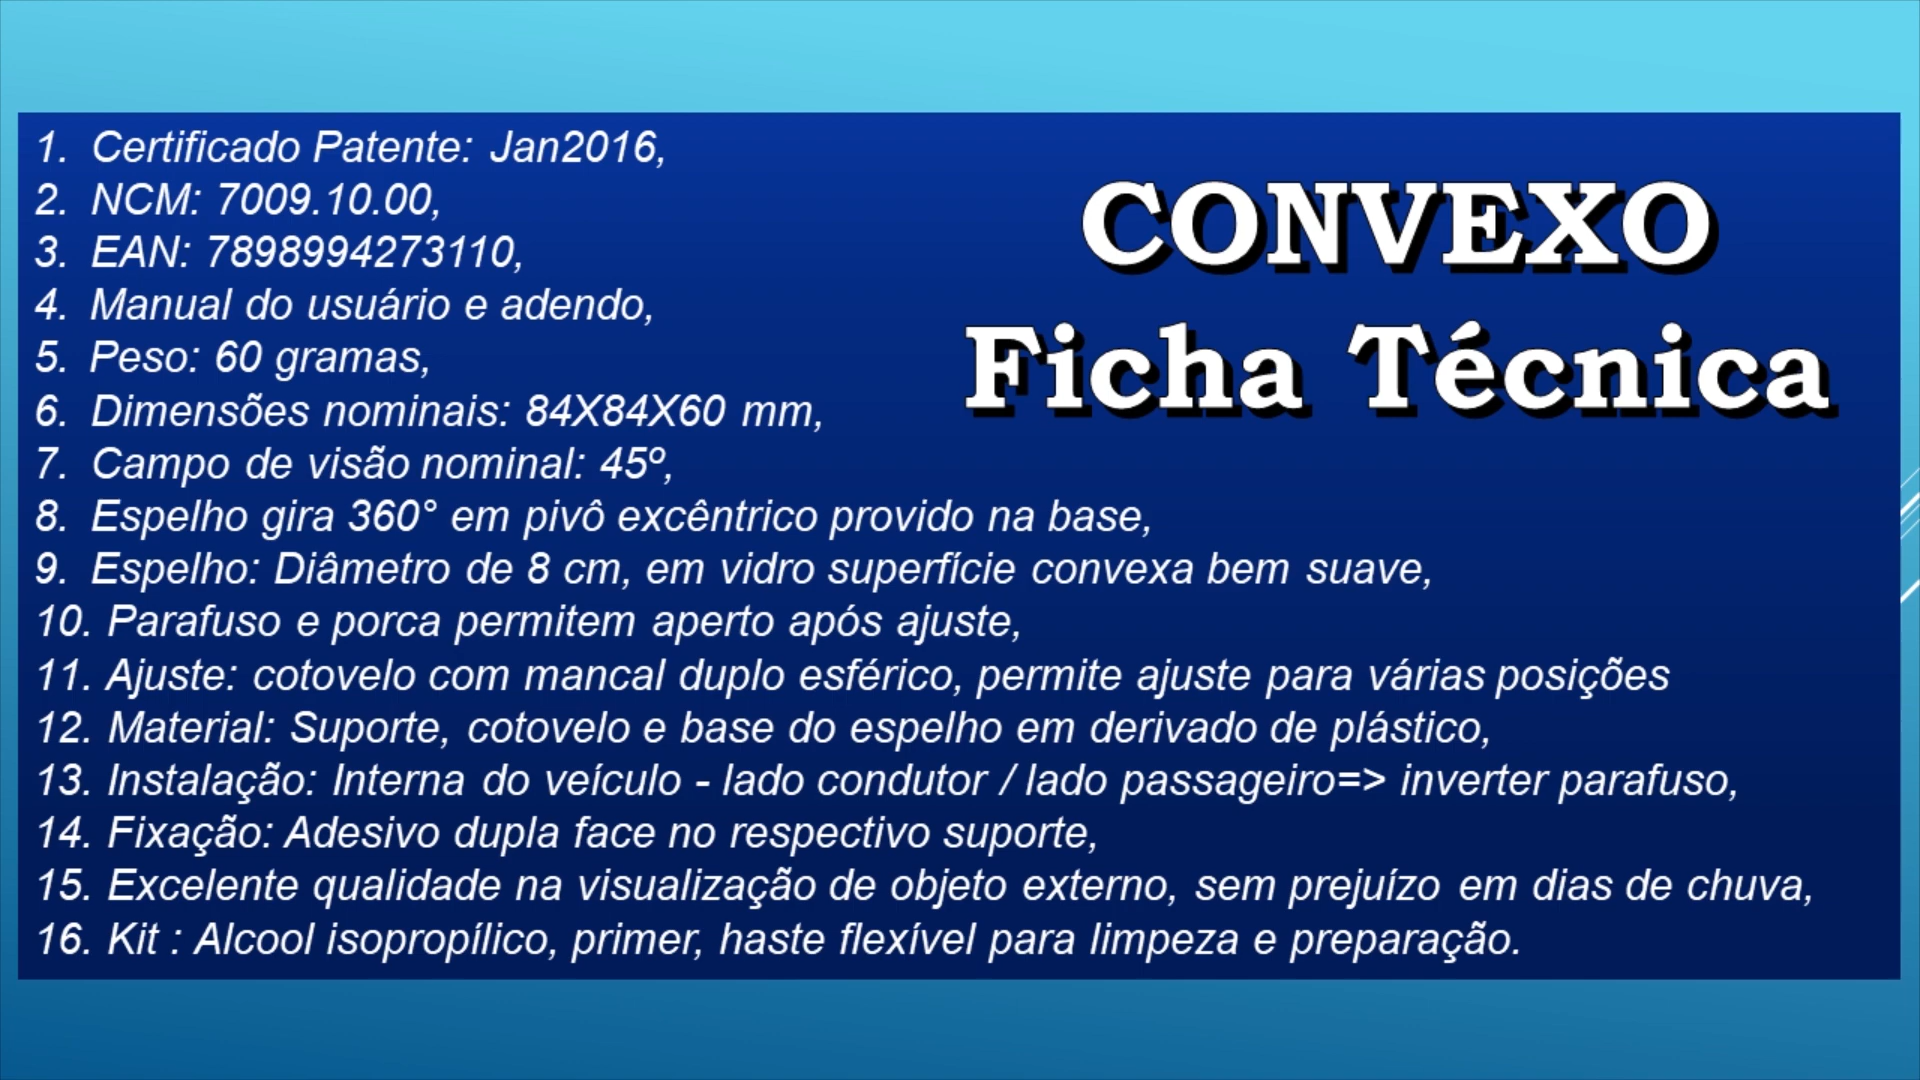 CONVEXO
Ficha Técnica
1. Certificado Patente: Jan2016,
2. NCM: 7009.10.00,
3. EAN: 7898994273110,
4. Manual do usuário e adendo,
5. Peso: 60 gramas,
6. Dimensões nominais: 84X84X60 mm,
7. Campo de visão nominal: 45º,
8. Espelho gira 360° em pivô excêntrico provido na base,
9. Espelho: Diâmetro de 8 cm, em vidro superfície convexa bem suave,
10. Parafuso e porca permitem aperto após ajuste,
11. Ajuste: cotovelo com mancal duplo esférico, permite ajuste para várias posições
12. Material: Suporte, cotovelo e base do espelho em derivado de plástico,
13. Instalação: Interna do veículo - lado condutor / lado passageiro=> inverter parafuso,
14. Fixação: Adesivo dupla face no respectivo suporte,
15. Excelente qualidade na visualização de objeto externo, sem prejuízo em dias de chuva,
16. Kit : Alcool isopropílico, primer, haste flexível para limpeza e preparação.